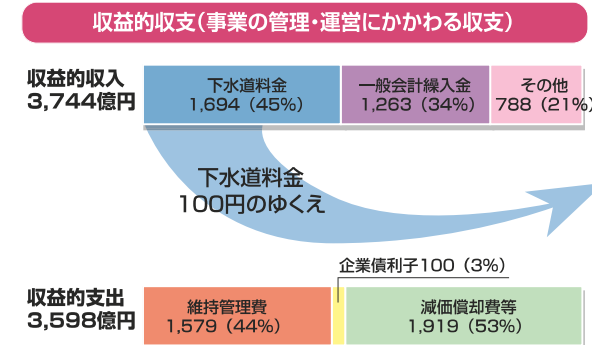 収益的収支（事業の管理・運営にかかわる収支）
収益的収入
3,744億円
下水道料金
1,694（45%）
一般会計繰入金
1,263（34%）
その他
788（21%）
下水道料金
100円のゆくえ
企業債利子100（3%）
収益的支出
3,598億円
維持管理費
1,579（44%）
減価償却費等
1,919（53%）